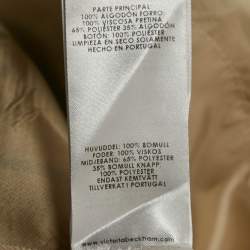 PARTE PRINCIPAL:
100% ALGODÓN FORRO:
100% VISCOSA PRETINA
65% POLIÉSTER 35% ALGODÓN
BOTÓN: 100% POLIÉSTER
LIMPIEZA EN SECO SOLAMENTE
HECHO EN PORTUGAL
HUVUDDEL: 100% BOMULL
FODER: 100% VISKOS
MIDJEBAND: 65% POLYESTER
35% BOMULL KNAPP:
100% POLYESTER
ENDAST KEMTVÄTT
TILLVERKAT I PORTUGAL
www.victoriabeckham.com